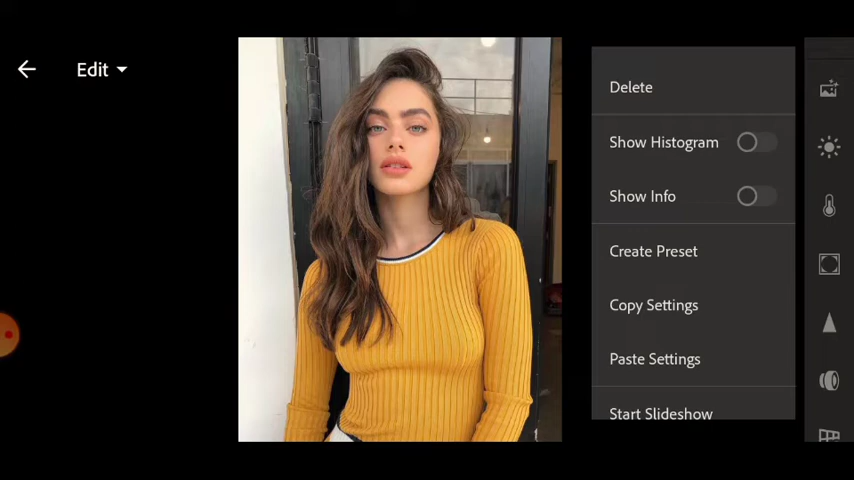 Edit
Delete
Show Histogram
Show Info
Create Preset
Copy Settings
Paste Settings
Start Slideshow